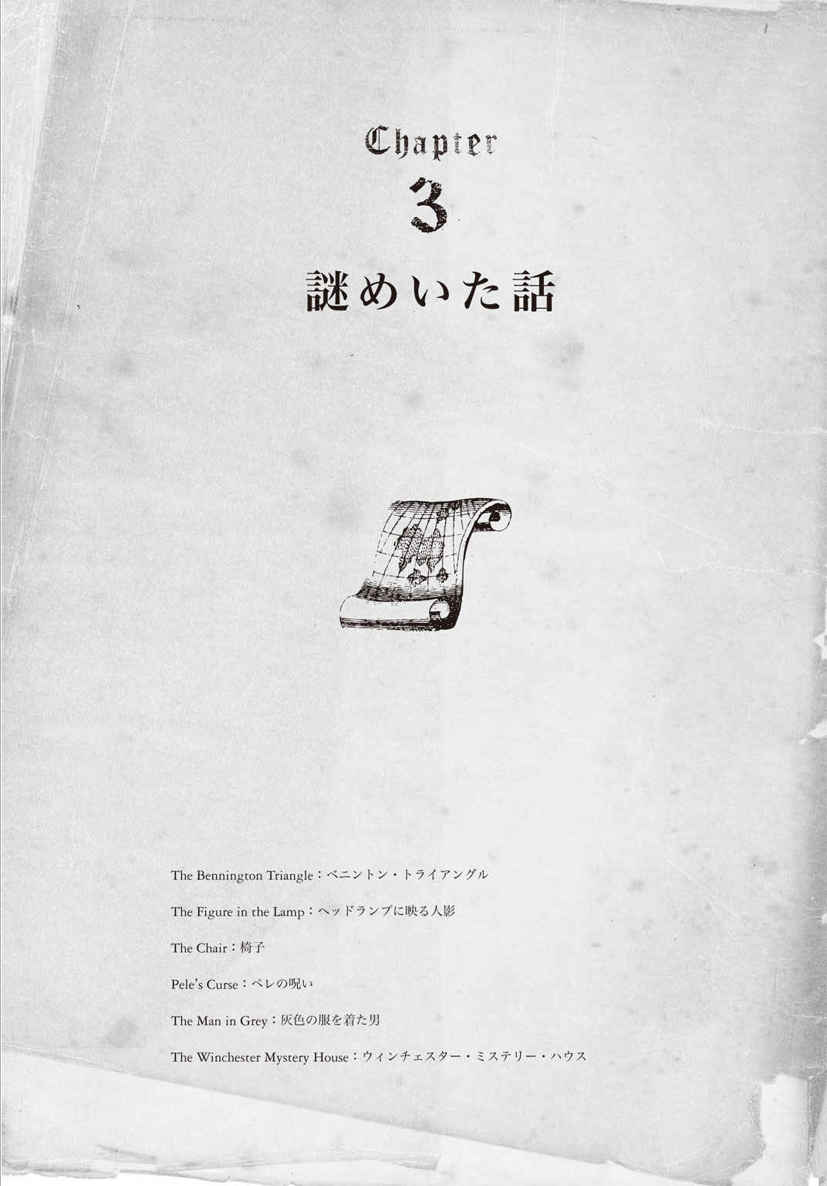 Chapter
3
謎めいた話
The Bennington Triangle：ベニントン・トライアングル
The Figure in the Lamp：ヘッドランプに映る人影
The Chair：椅子
Pele's Curse：ペレの呪い
The Man in Grey：灰色の服を着た男
The Winchester Mystery House：ウィンチェスター・ミステリー・ハウス